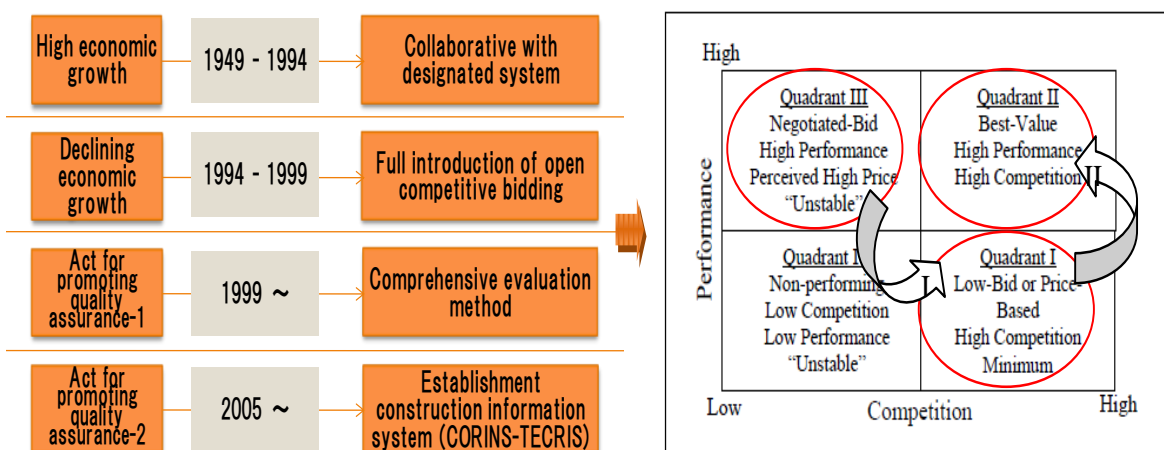 High economic
growth
1949 - 1994
Collaborative with
designated system
Declining
economic
growth
1994 - 1999
Full introduction of open
competitive bidding
Act for
promoting
quality
assurance-1
1999 ~
Comprehensive evaluation
method
Act for
promoting
quality
assurance-2
2005 ~
Establishment
construction information
system (CORINS-TECRIS)
High
Performance
Quadrant III
Negotiated-Bid
High Performance
Perceived High Price
“Unstable”
Quadrant II
Best-Value
High Performance
High Competition
II
Quadrant
Non-performing
Low Competition
Low Performance
“Unstable”
I
Quadrant I
Low-Bid or Price-
Based
High Competition
Minimum
Low
Competition
High